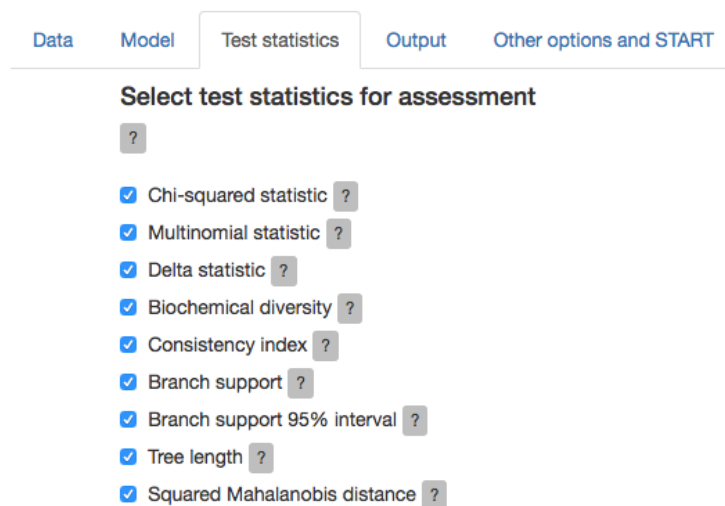 Data Model Test statistics Output Other options and START
Select test statistics for assessment
?
Chi-squared statistic ?
Multinomial statistic ?
Delta statistic ?
Biochemical diversity ?
Consistency index ?
Branch support ?
Branch support 95% interval ?
Tree length ?
Squared Mahalanobis distance ?